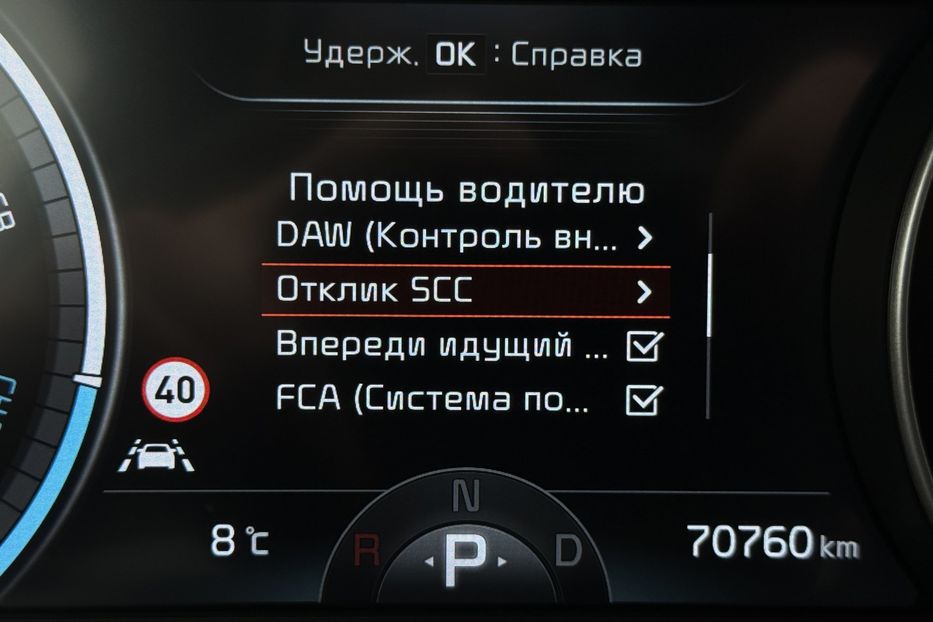 Удерж. OK : Справка
Помощь водителю
DAW (Контроль вн...
Отклик SCC
Впереди идущий ...
FCA (Система по...
40
N
R P D
8 °C
70760 km